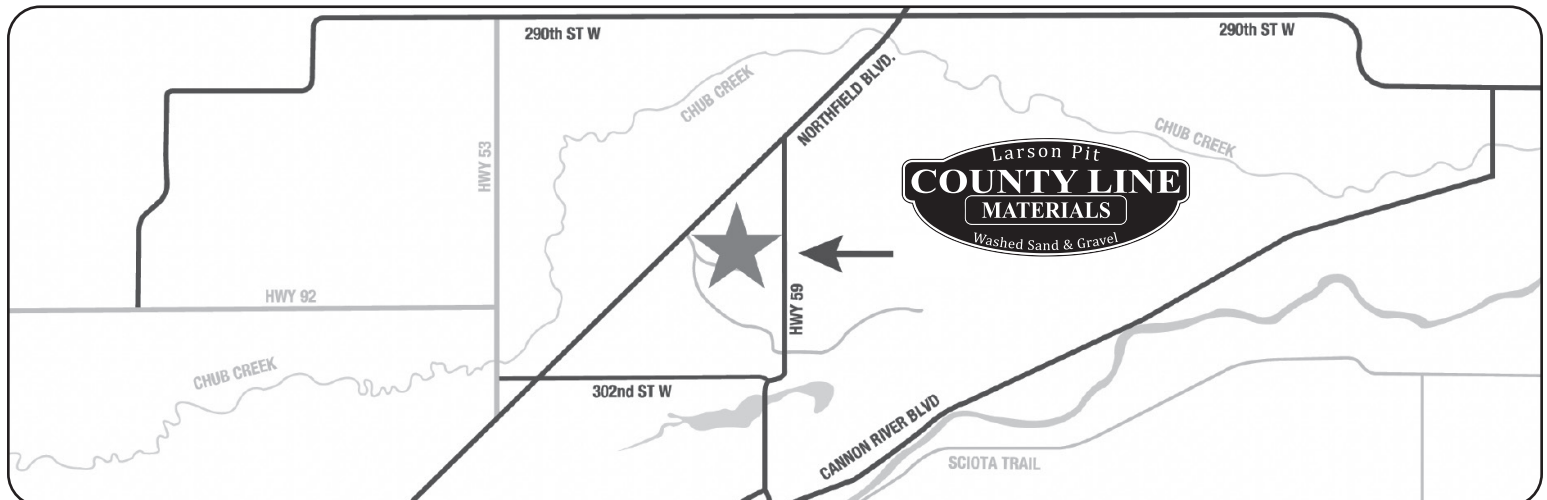 290th ST W
290th ST W
CHUB CREEK
NORTHFIELD BLVD.
CHUB CREEK
HWY 53
Larson Pit
COUNTY LINE
MATERIALS
Washed Sand & Gravel
HWY 92
HWY 59
CHUB CREEK
302nd ST W
CANNON RIVER BLVD
SCIOTA TRAIL